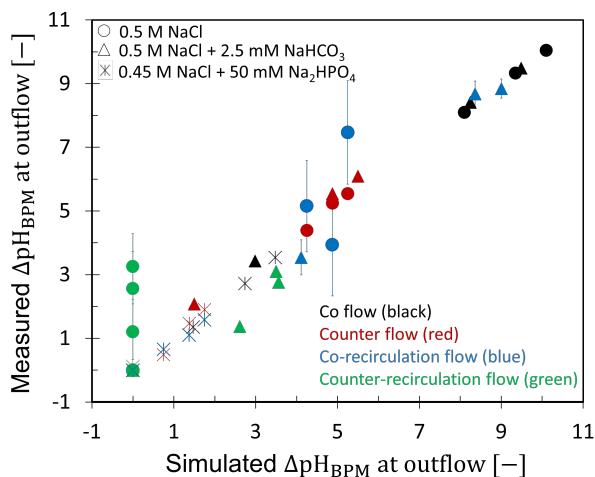 11
9
7
5
3
1
-1
Measured ΔpH_BPM at outflow [−]
0.5 M NaCl
0.5 M NaCl + 2.5 mM NaHCO₃
0.45 M NaCl + 50 mM Na₂HPO₄
Co flow (black)
Counter flow (red)
Co-recirculation flow (blue)
Counter-recirculation flow (green)
-1 1 3 5 7 9 11
Simulated ΔpH_BPM at outflow [−]